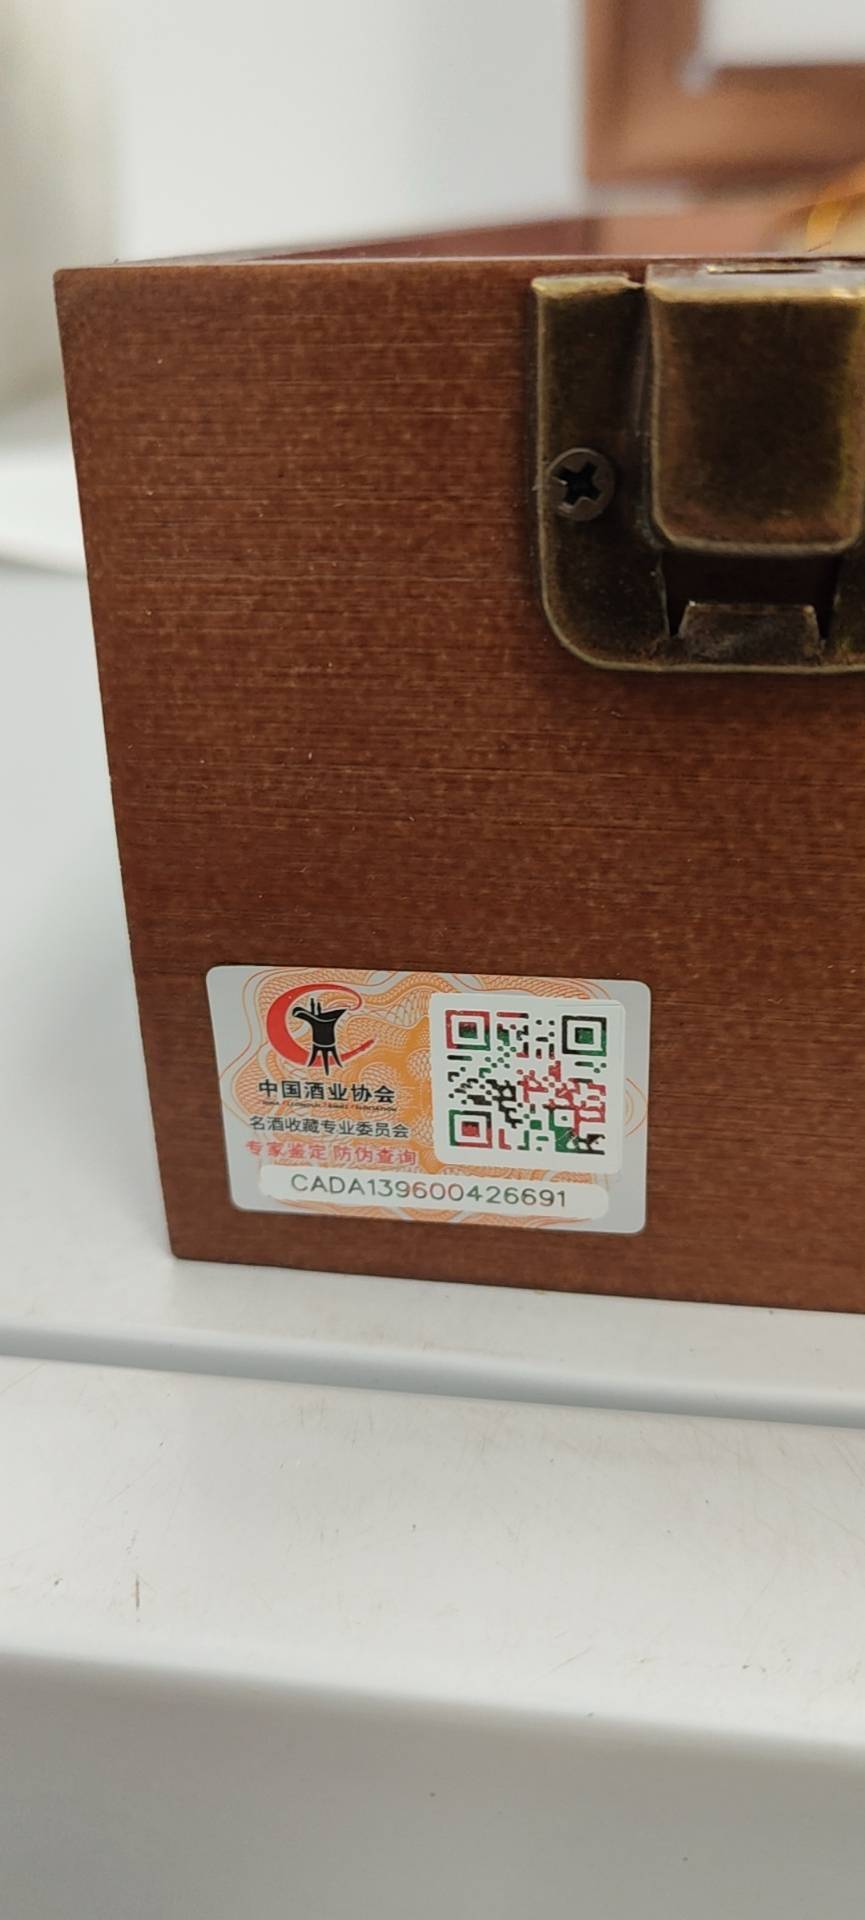 中国酒业协会
名酒收藏专业委员会
专家鉴定 防伪查询
CADA139600426691